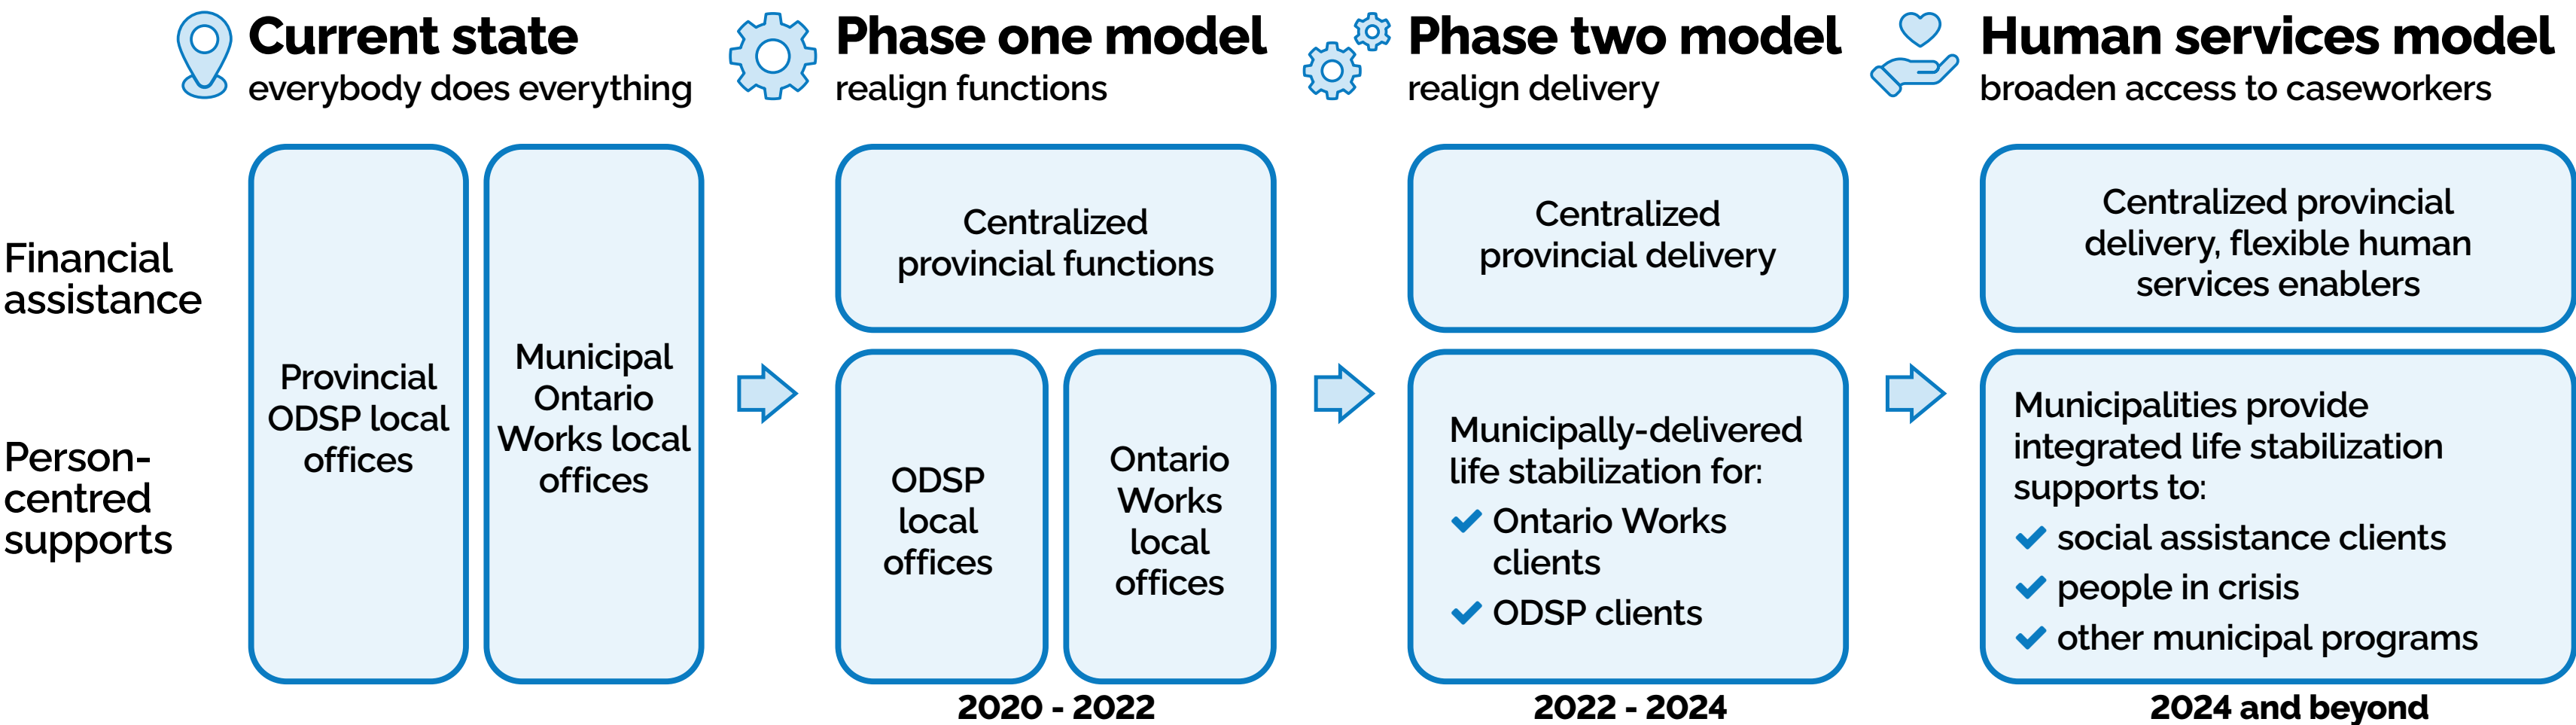 Current state
everybody does everything
Phase one model
realign functions
Phase two model
realign delivery
Human services model
broaden access to caseworkers
Financial
assistance
Person-
centred
supports
Provincial
ODSP local
offices
Municipal
Ontario
Works local
offices
Centralized
provincial functions
ODSP
local
offices
Ontario
Works
local
offices
2020 - 2022
Centralized
provincial delivery
Municipally-delivered
life stabilization for:
Ontario Works
clients
ODSP clients
2022 - 2024
Centralized provincial
delivery, flexible human
services enablers
Municipalities provide
integrated life stabilization
supports to:
social assistance clients
people in crisis
other municipal programs
2024 and beyond